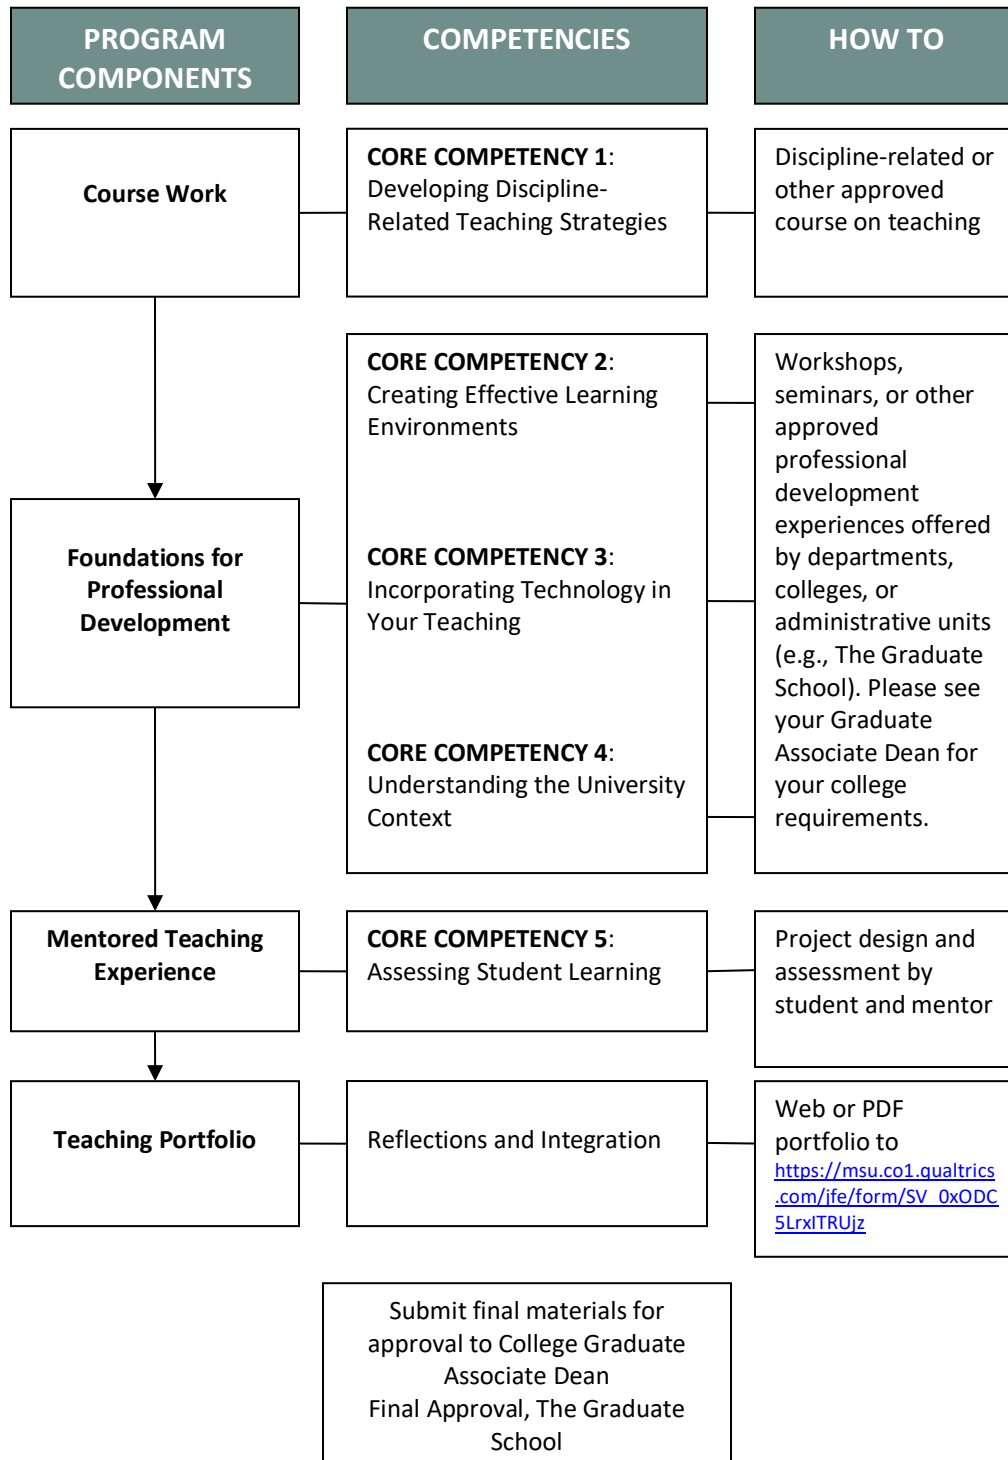 PROGRAM
COMPONENTS
COMPETENCIES
HOW TO
Course Work
CORE COMPETENCY 1:
Developing Discipline-
Related Teaching Strategies
Discipline-related or
other approved
course on teaching
Foundations for
Professional
Development
CORE COMPETENCY 2:
Creating Effective Learning
Environments
CORE COMPETENCY 3:
Incorporating Technology in
Your Teaching
CORE COMPETENCY 4:
Understanding the University
Context
Workshops,
seminars, or other
approved
professional
development
experiences offered
by departments,
colleges, or
administrative units
(e.g., The Graduate
School). Please see
your Graduate
Associate Dean for
your college
requirements.
Mentored Teaching
Experience
CORE COMPETENCY 5:
Assessing Student Learning
Project design and
assessment by
student and mentor
Teaching Portfolio
Reflections and Integration
Web or PDF
portfolio to
https://msu.co1.qualtrics
.com/jfe/form/SV_0xODC
5LrxITRUjz
Submit final materials for
approval to College Graduate
Associate Dean
Final Approval, The Graduate
School